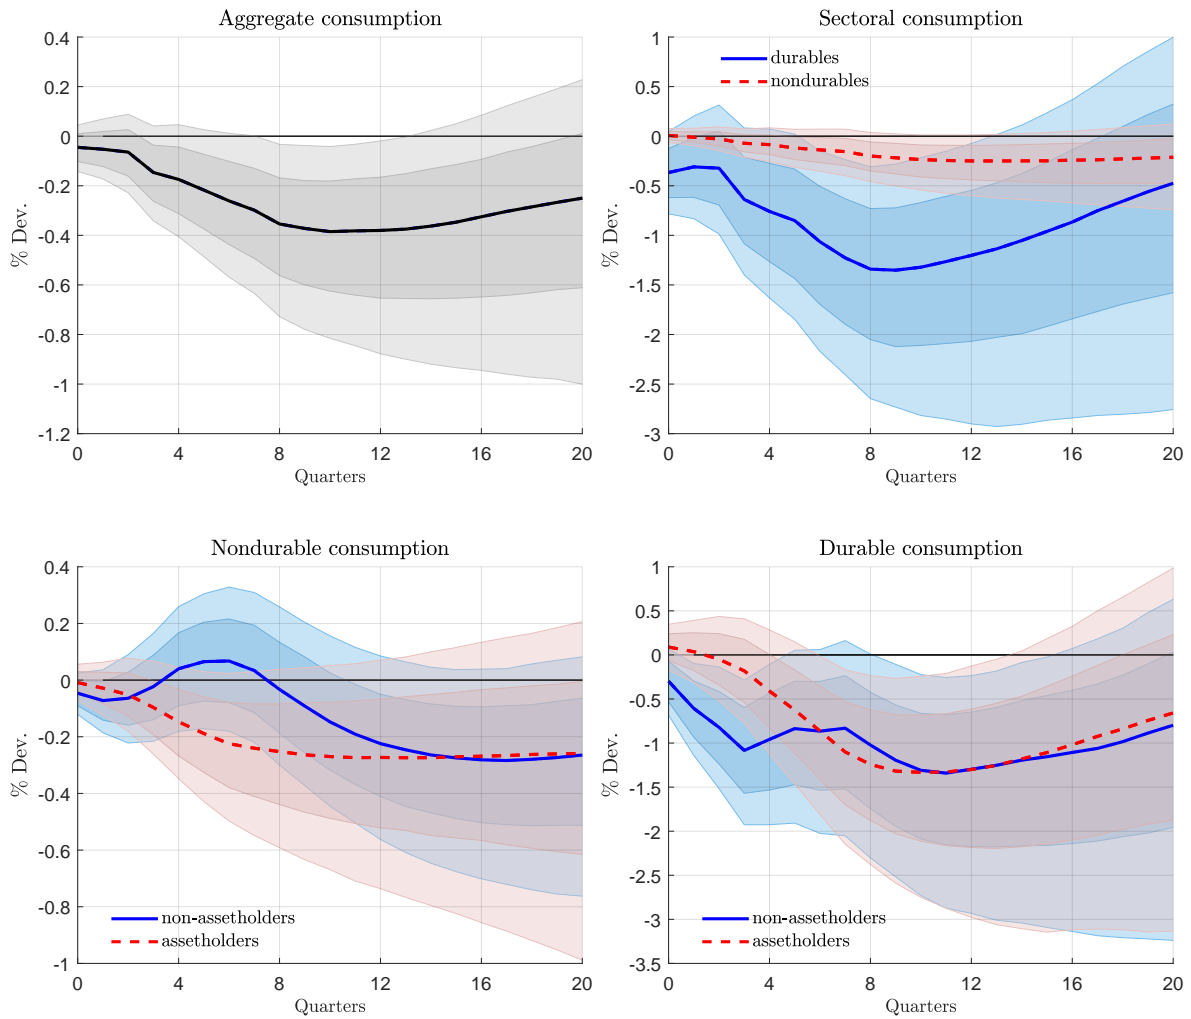 Aggregate consumption
% Dev.
0.4
0.2
0
-0.2
-0.4
-0.6
-0.8
-1
-1.2
0 4 8 12 16 20
Quarters
Sectoral consumption
durables
nondurables
% Dev.
1
0.5
0
-0.5
-1
-1.5
-2
-2.5
-3
0 4 8 12 16 20
Quarters
Nondurable consumption
% Dev.
0.4
0.2
0
-0.2
-0.4
-0.6
-0.8
-1
non-assetholders
assetholders
0 4 8 12 16 20
Quarters
Durable consumption
% Dev.
1
0.5
0
-0.5
-1
-1.5
-2
-2.5
-3
-3.5
non-assetholders
assetholders
0 4 8 12 16 20
Quarters